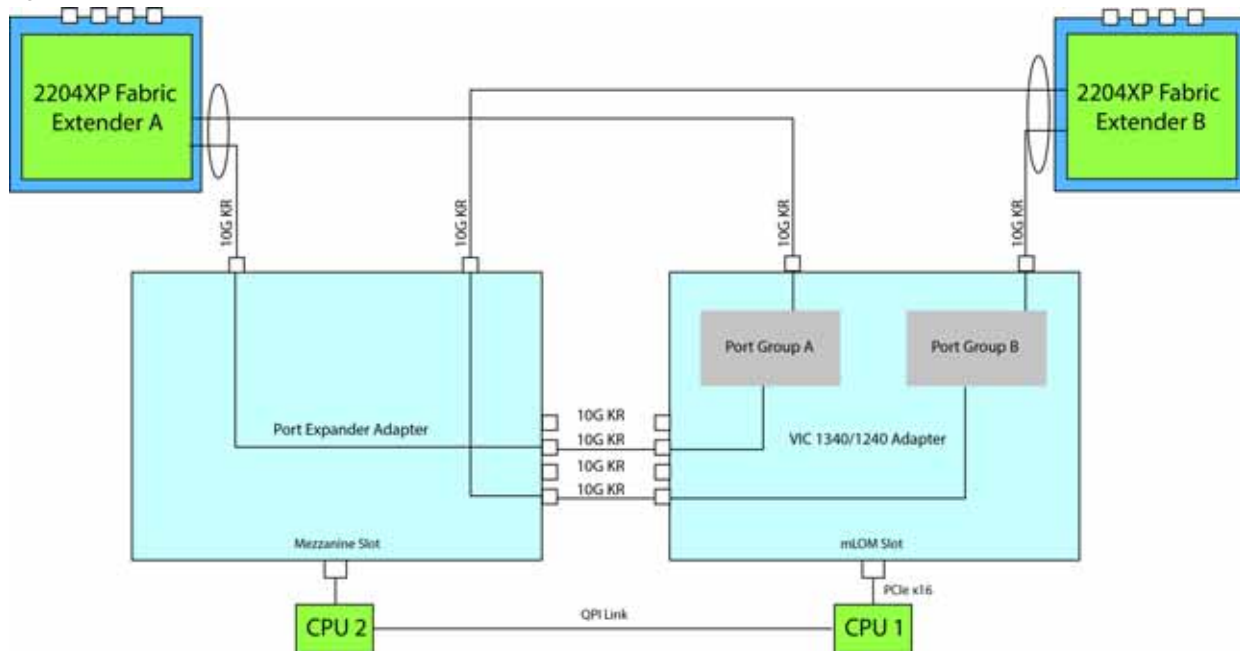 2204XP Fabric
Extender A
2204XP Fabric
Extender B
10G KR
10G KR
10G KR
10G KR
Port Group A
Port Group B
Port Expander Adapter
10G KR
10G KR
10G KR
10G KR
VIC 1340/1240 Adapter
Mezzanine Slot
mLOM Slot
PCIe x16
CPU 2
QPI Link
CPU 1